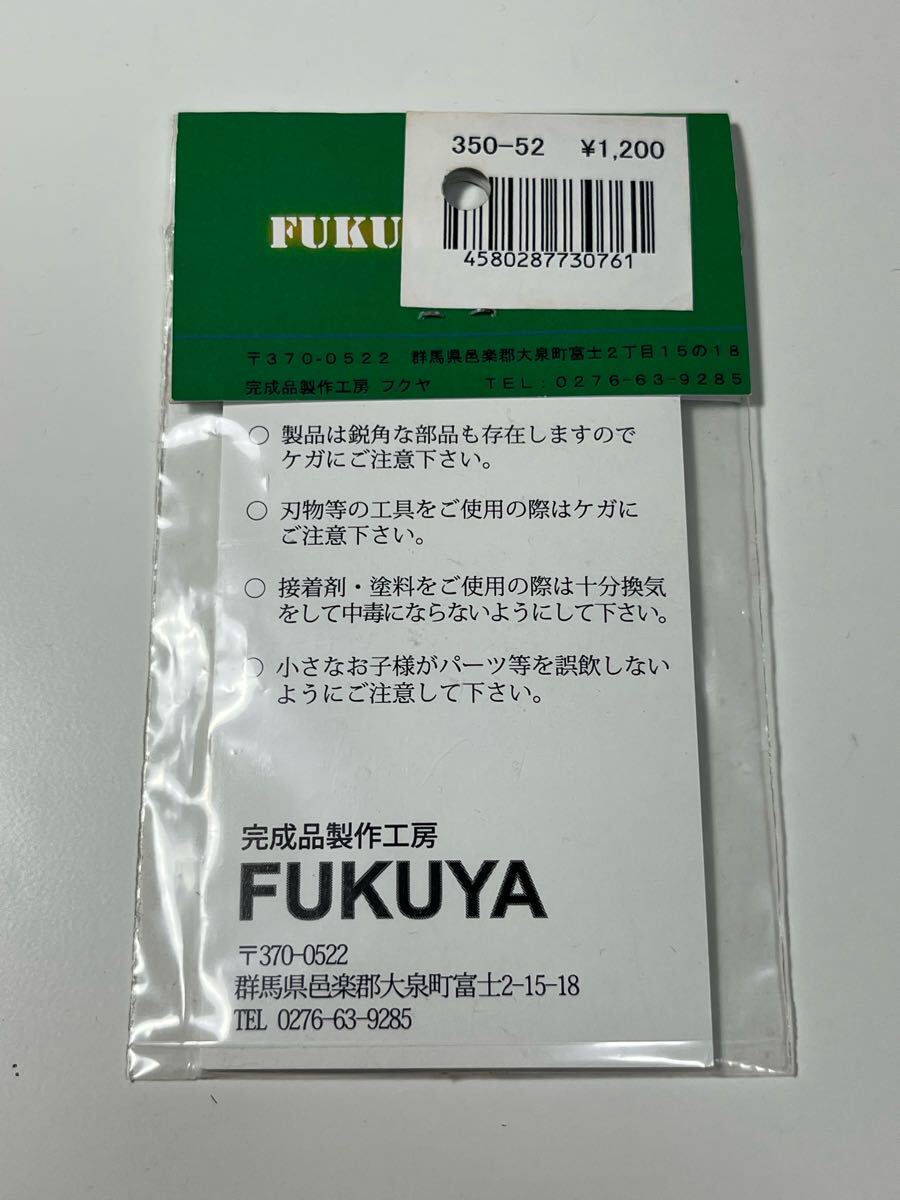 350-52 ¥1,200
FUKU
4580287730761
〒370-0522 群馬県邑楽郡大泉町富士2丁目15の18
完成品製作工房 フクヤ TEL:0276-63-9285
○ 製品は鋭角な部品も存在しますので
ケガにご注意下さい。
○ 刃物等の工具をご使用の際はケガに
ご注意下さい。
○ 接着剤・塗料をご使用の際は十分換気
をして中毒にならないようにして下さい。
○ 小さなお子様がパーツ等を誤飲しない
ようにご注意して下さい。
完成品製作工房
FUKUYA
〒370-0522
群馬県邑楽郡大泉町富士2-15-18
TEL 0276-63-9285